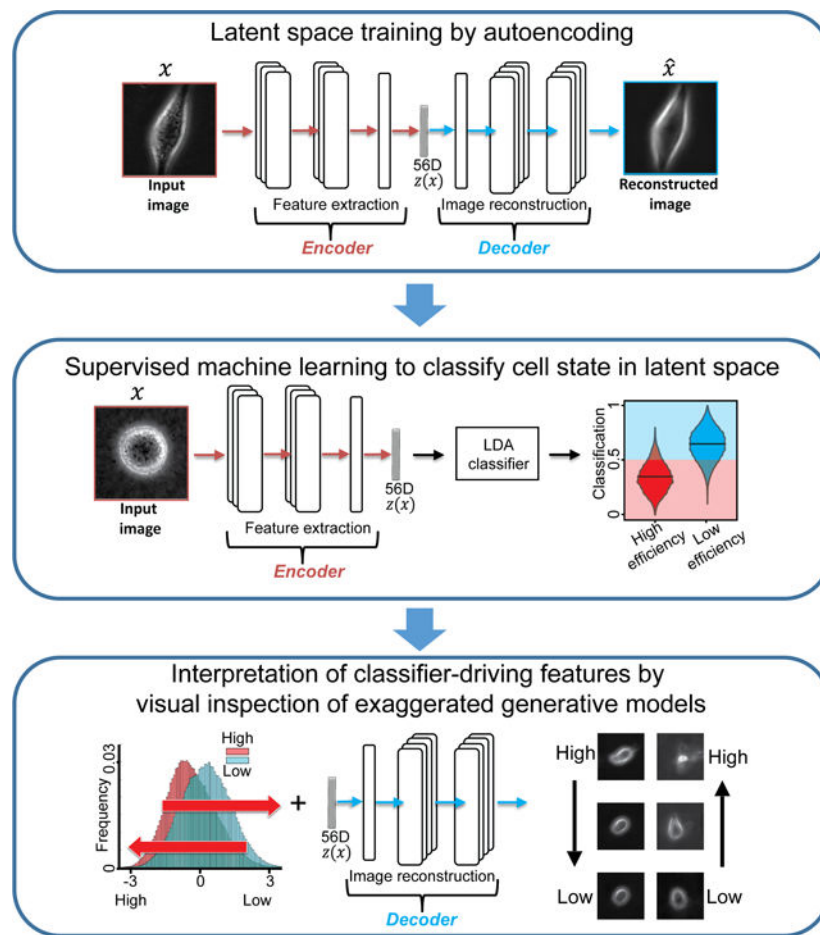 Latent space training by autoencoding
x
x̂
Input
image
56D
z(x)
Reconstructed
image
Feature extraction
Image reconstruction
Encoder
Decoder
Supervised machine learning to classify cell state in latent space
x
Input
image
Feature extraction
Encoder
56D
z(x)
LDA
classifier
Classification
1
0.5
0
High
efficiency
Low
efficiency
Interpretation of classifier-driving features by
visual inspection of exaggerated generative models
Frequency
0.03
0
High
Low
-3
0
3
High
Low
+
56D
z(x)
Image reconstruction
Decoder
High
High
Low
Low